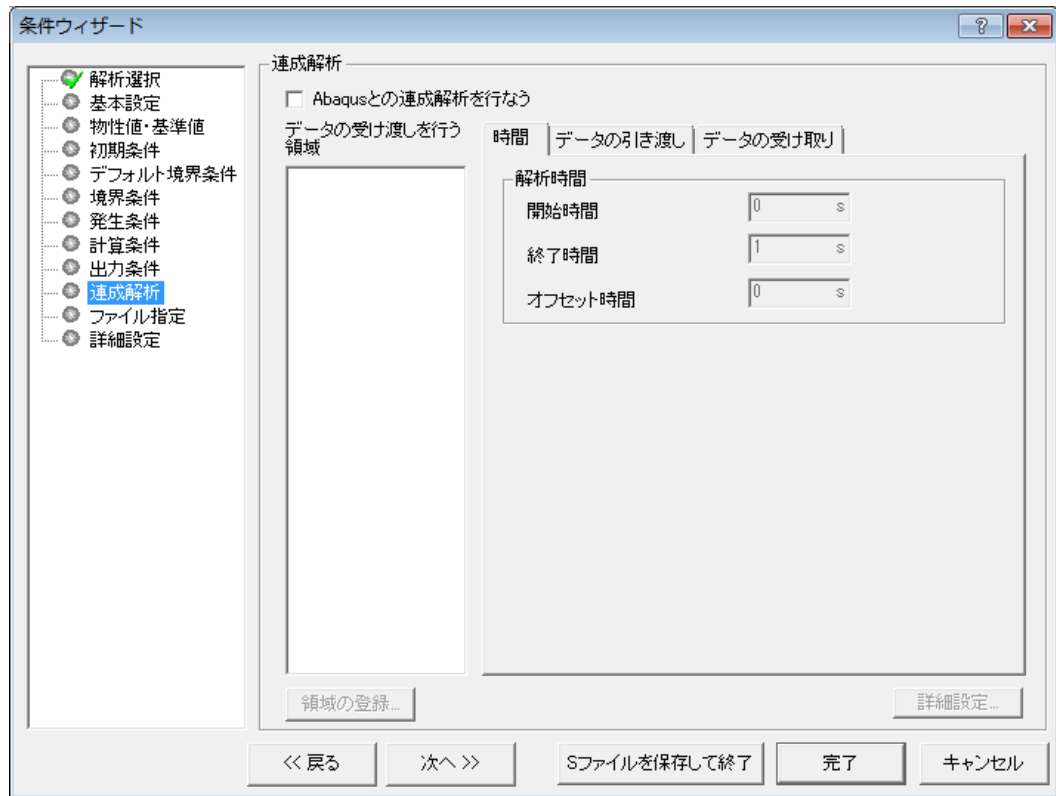 条件ウィザード
解析選択
基本設定
物性値・基準値
初期条件
デフォルト境界条件
境界条件
発生条件
計算条件
出力条件
連成解析
ファイル指定
詳細設定
連成解析
Abaqusとの連成解析を行なう
データの受け渡しを行う
領域
時間 データの引き渡し データの受け取り
解析時間
開始時間 0 s
終了時間 1 s
オフセット時間 0 s
領域の登録...
詳細設定...
<< 戻る 次へ >> Sファイルを保存して終了 完了 キャンセル